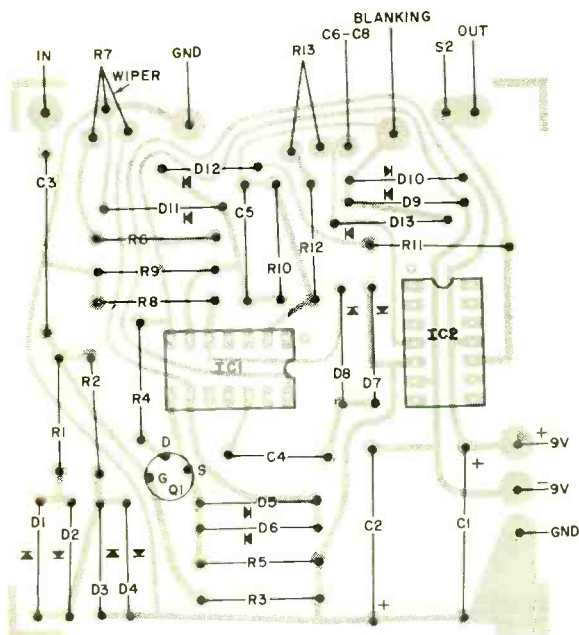 BLANKING
C6-C8
OUT
IN
R7
GND
R13
S2
WIPER
C3
D12
D10
D9
D11
C5
D13
R6
R10
R12
R11
R9
R8
IC1
IC2
D8
D7
R1
R2
R4
D
S
G
Q1
C4
+
9V
+
-
9V
D5
D6
C2
C1
GND
D1
D2
D3
D4
R5
R3
+